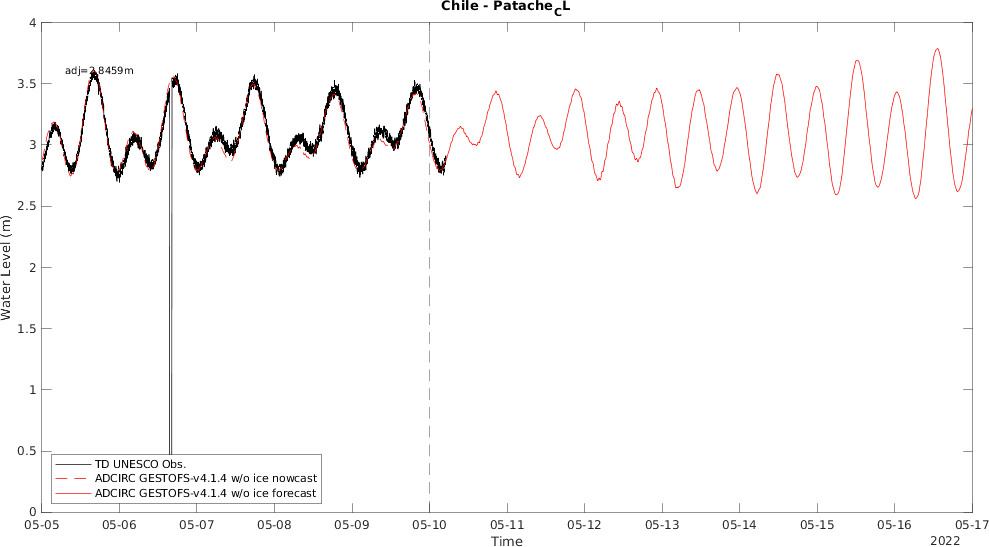 Chile - Patache_CL
adj=2.8459m
Water Level (m)
4
3.5
3
2.5
2
1.5
1
0.5
0
TD UNESCO Obs.
ADCIRC GESTOFS-v4.1.4 w/o ice nowcast
ADCIRC GESTOFS-v4.1.4 w/o ice forecast
05-05 05-06 05-07 05-08 05-09 05-10 05-11 05-12 05-13 05-14 05-15 05-16 05-17
Time
2022